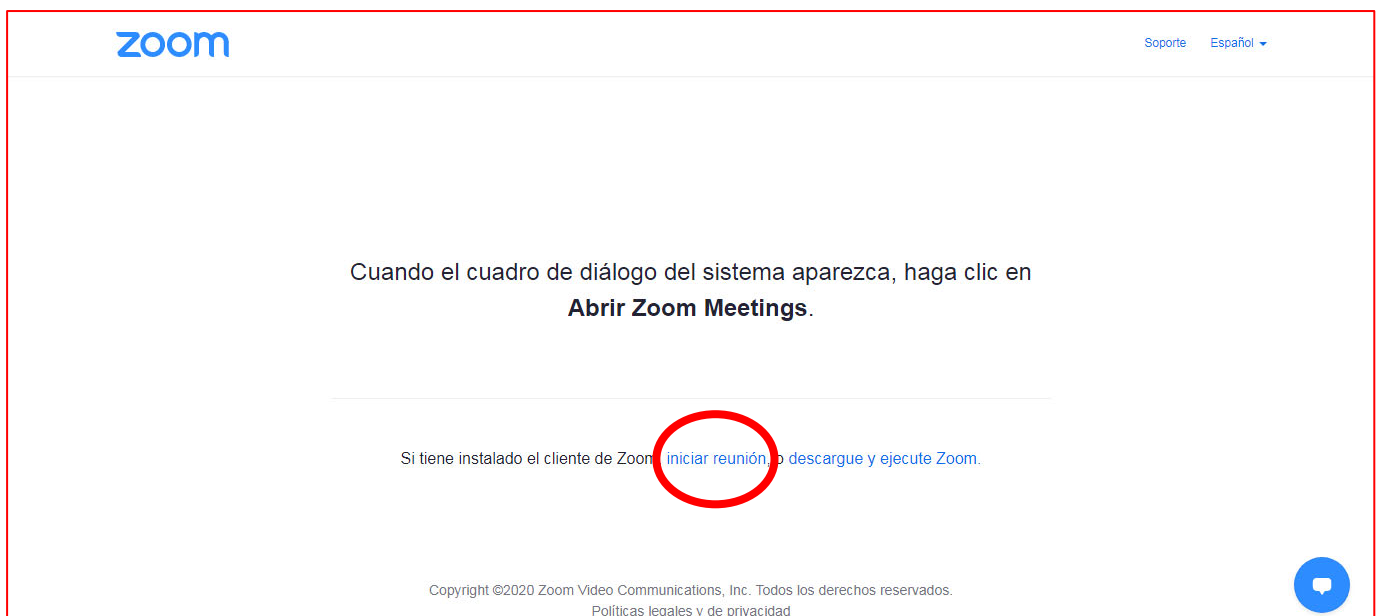 zoom
Soporte Español
Cuando el cuadro de diálogo del sistema aparezca, haga clic en
Abrir Zoom Meetings.
Si tiene instalado el cliente de Zoom iniciar reunión, o descargue y ejecute Zoom.
Copyright ©2020 Zoom Video Communications, Inc. Todos los derechos reservados.
Políticas legales y de privacidad